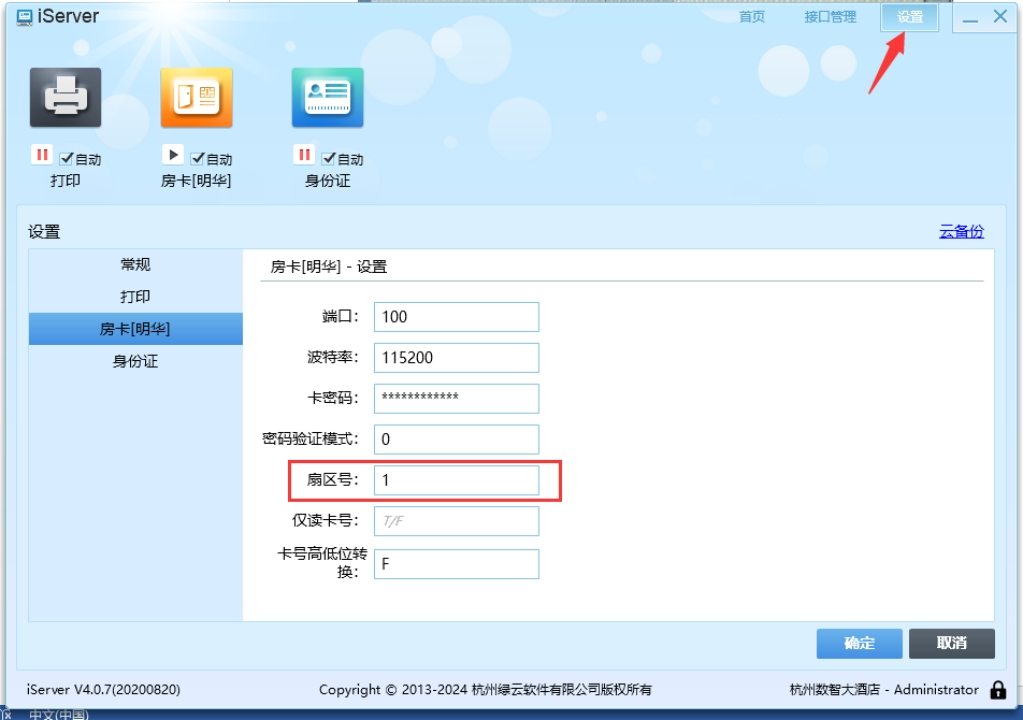 iServer
首页 接口管理 设置
自动 自动 自动
打印 房卡[明华] 身份证
设置 云备份
常规
打印
房卡[明华]
身份证
房卡[明华] - 设置
端口: 100
波特率: 115200
卡密码: ************
密码验证模式: 0
扇区号: 1
仅读卡号: T/F
卡号高低位转
换: F
确定 取消
iServer V4.0.7(20200820) Copyright © 2013-2024 杭州绿云软件有限公司版权所有 杭州数智大酒店 - Administrator
中文(中国)